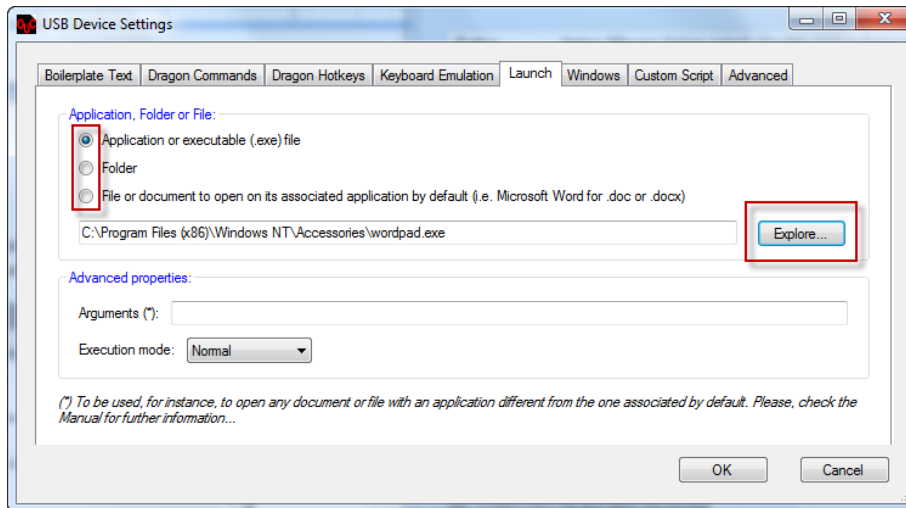 USB Device Settings
Boilerplate Text Dragon Commands Dragon Hotkeys Keyboard Emulation Launch Windows Custom Script Advanced
Application, Folder or File:
Application or executable (.exe) file
Folder
File or document to open on its associated application by default (i.e. Microsoft Word for .doc or .docx)
C:\Program Files (x86)\Windows NT\Accessories\wordpad.exe Explore...
Advanced properties:
Arguments (*):
Execution mode: Normal
(*) To be used, for instance, to open any document or file with an application different from the one associated by default. Please, check the
Manual for further information...
OK Cancel